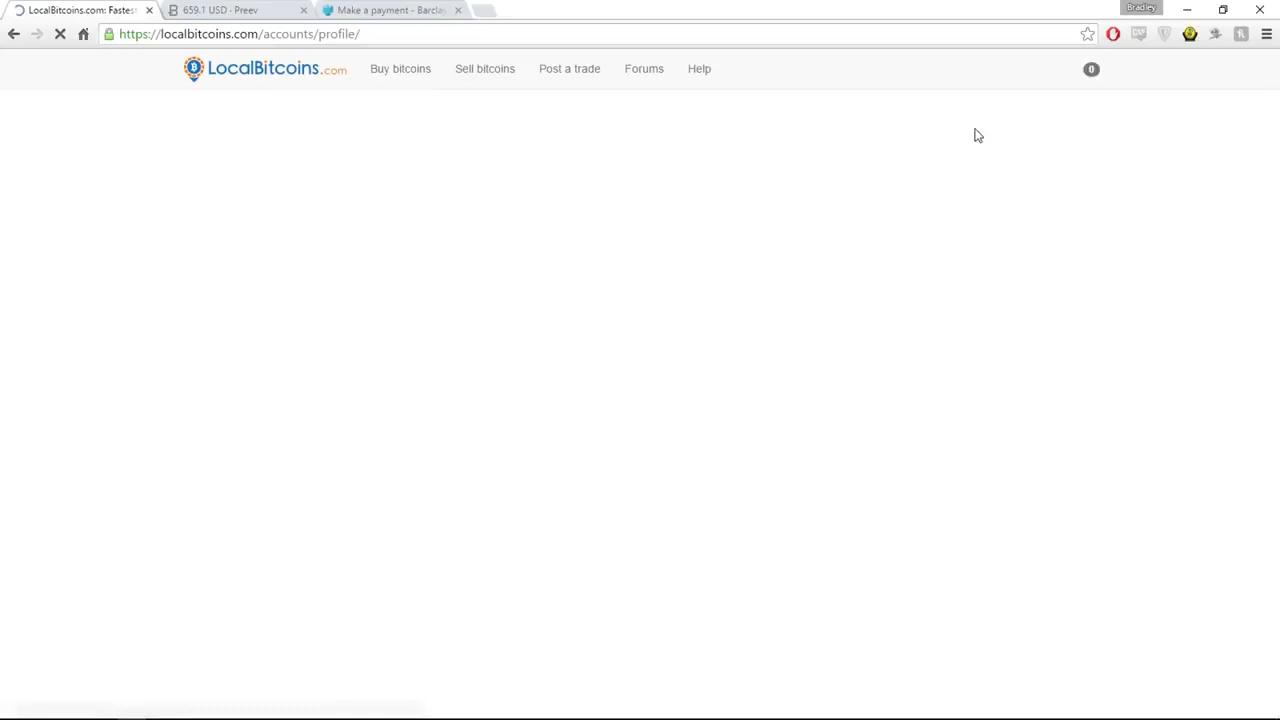 LocalBitcoins.com: Fastes
659.1 USD - Preev
Make a payment - Barclay
Bradley
https://localbitcoins.com/accounts/profile/
LocalBitcoins.com
Buy bitcoins
Sell bitcoins
Post a trade
Forums
Help
0